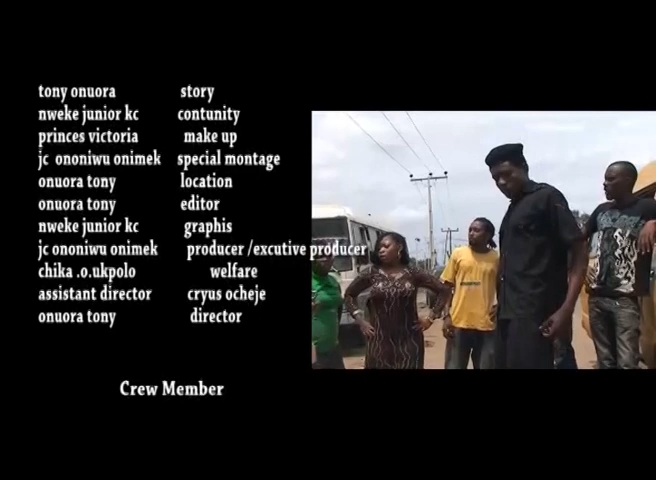 tony onuora story
nweke junior kc contunity
princes victoria make up
jc ononiwu onimek special montage
onuora tony location
onuora tony editor
nweke junior kc graphis
jc ononiwu onimek producer /excutive producer
chika .o.ukpolo welfare
assistant director cryus ocheje
onuora tony director
Crew Member